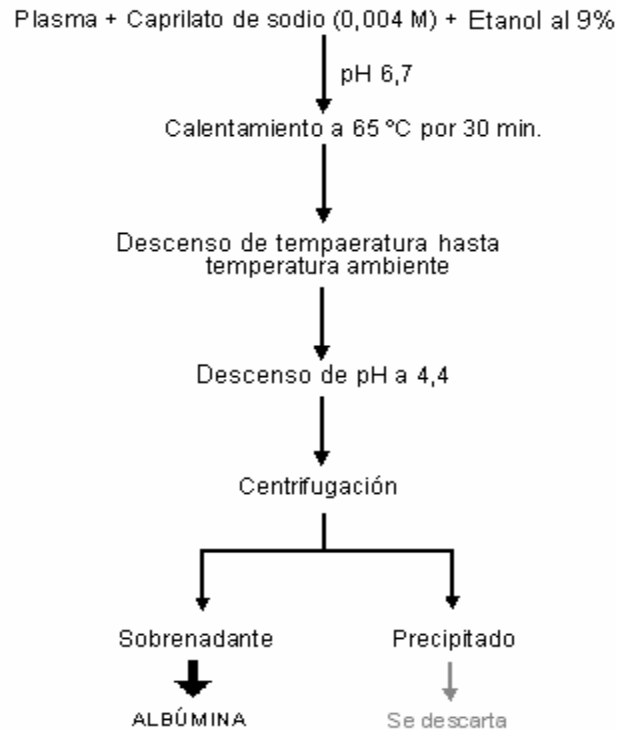 Plasma + Caprilato de sodio (0,004 M) + Etanol al 9%
pH 6,7
Calentamiento a 65 ºC por 30 min.
Descenso de tempaeratura hasta
temperatura ambiente
Descenso de pH a 4,4
Centrifugación
Sobrenadante
Precipitado
ALBÚMINA
Se descarta